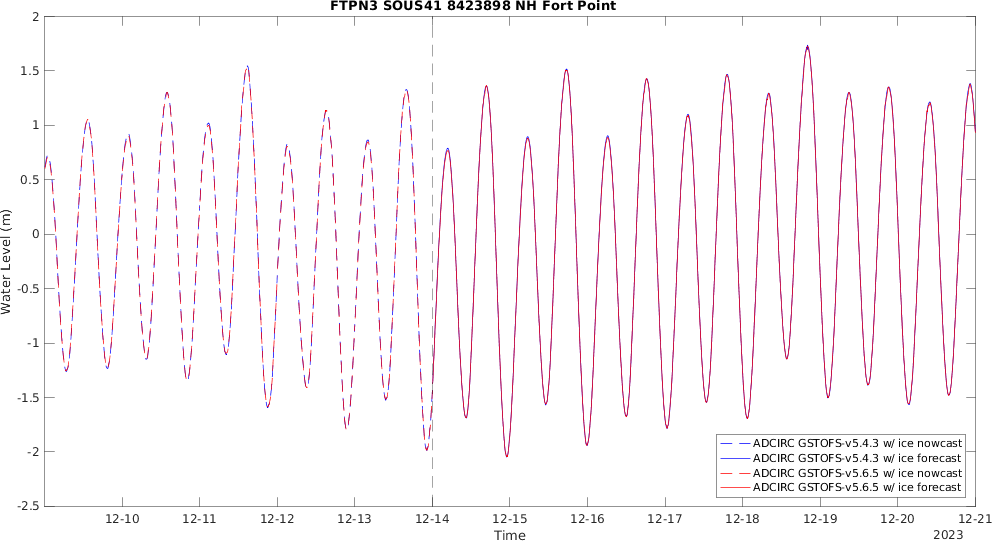 FTPN3 SOUS41 8423898 NH Fort Point
2
1.5
1
0.5
0
-0.5
-1
-1.5
-2
-2.5
Water Level (m)
ADCIRC GSTOFS-v5.4.3 w/ ice nowcast
ADCIRC GSTOFS-v5.4.3 w/ ice forecast
ADCIRC GSTOFS-v5.6.5 w/ ice nowcast
ADCIRC GSTOFS-v5.6.5 w/ ice forecast
12-10 12-11 12-12 12-13 12-14 12-15 12-16 12-17 12-18 12-19 12-20 12-21
Time
2023